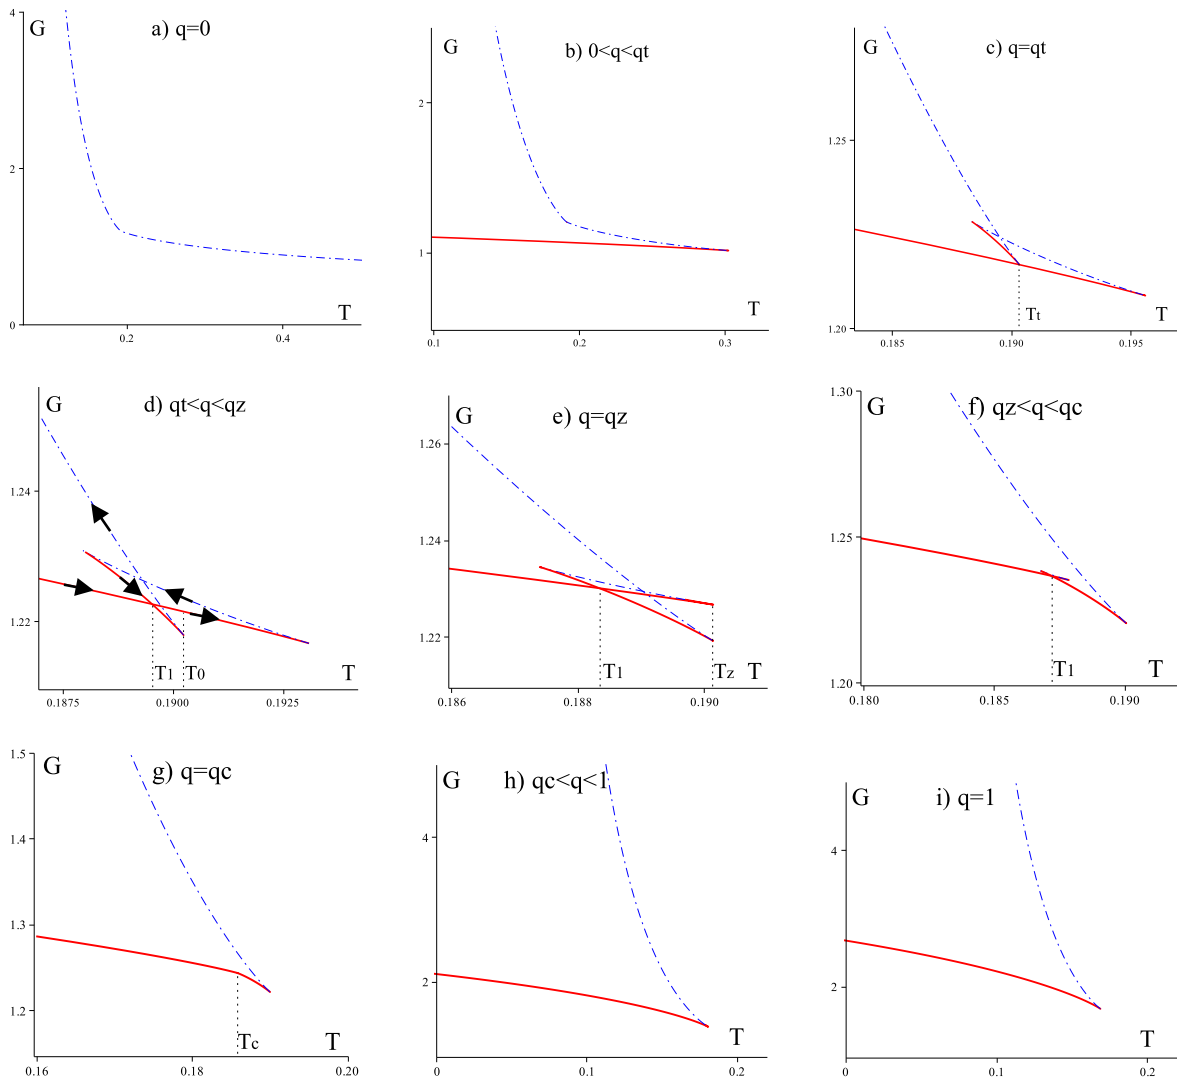 4
G
a) q=0
2
0
0.2
0.4
T
G
b) 0<q<qt
2
1
0.1
0.2
0.3
T
G
c) q=qt
1.25
1.20
0.185
0.190
0.195
Tt
T
G
d) qt<q<qz
1.24
1.22
T1
T0
T
0.1875
0.1900
0.1925
G
e) q=qz
1.26
1.24
1.22
T1
Tz
T
0.186
0.188
0.190
1.30
G
f) qz<q<qc
1.25
1.20
T1
T
0.180
0.185
0.190
1.5
G
g) q=qc
1.4
1.3
1.2
Tc
T
0.16
0.18
0.20
G
h) qc<q<1
4
2
T
0
0.1
0.2
G
i) q=1
4
2
T
0
0.1
0.2